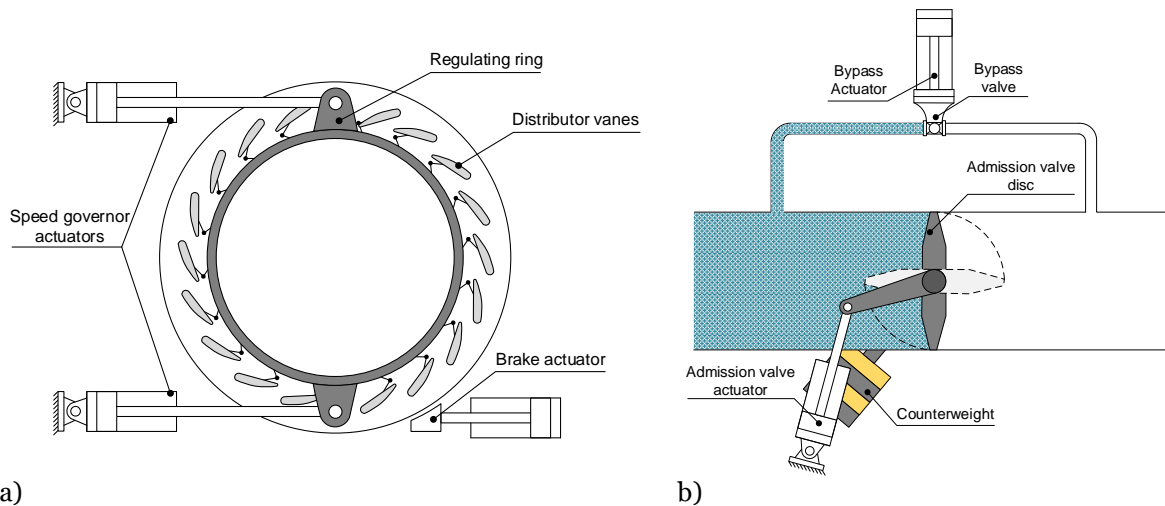 Regulating ring
Distributor vanes
Speed governor
actuators
Brake actuator
a)
Bypass
Actuator
Bypass
valve
Admission valve
disc
Admission valve
actuator
Counterweight
b)